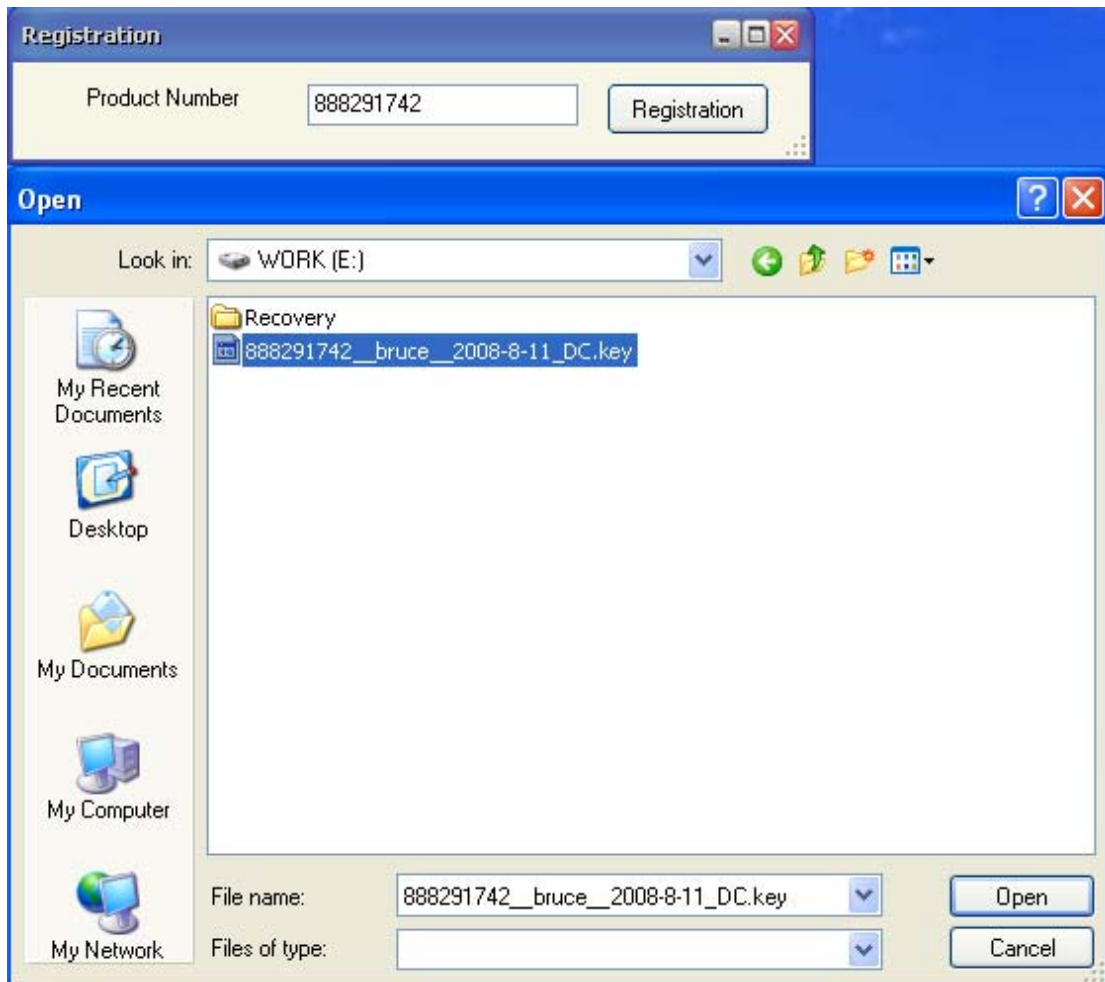 Registration
Product Number
888291742
Registration
Open
Look in:
WORK (E:)
Recovery
888291742__bruce__2008-8-11_DC.key
My Recent
Documents
Desktop
My Documents
My Computer
My Network
File name:
888291742__bruce__2008-8-11_DC.key
Open
Files of type:
Cancel